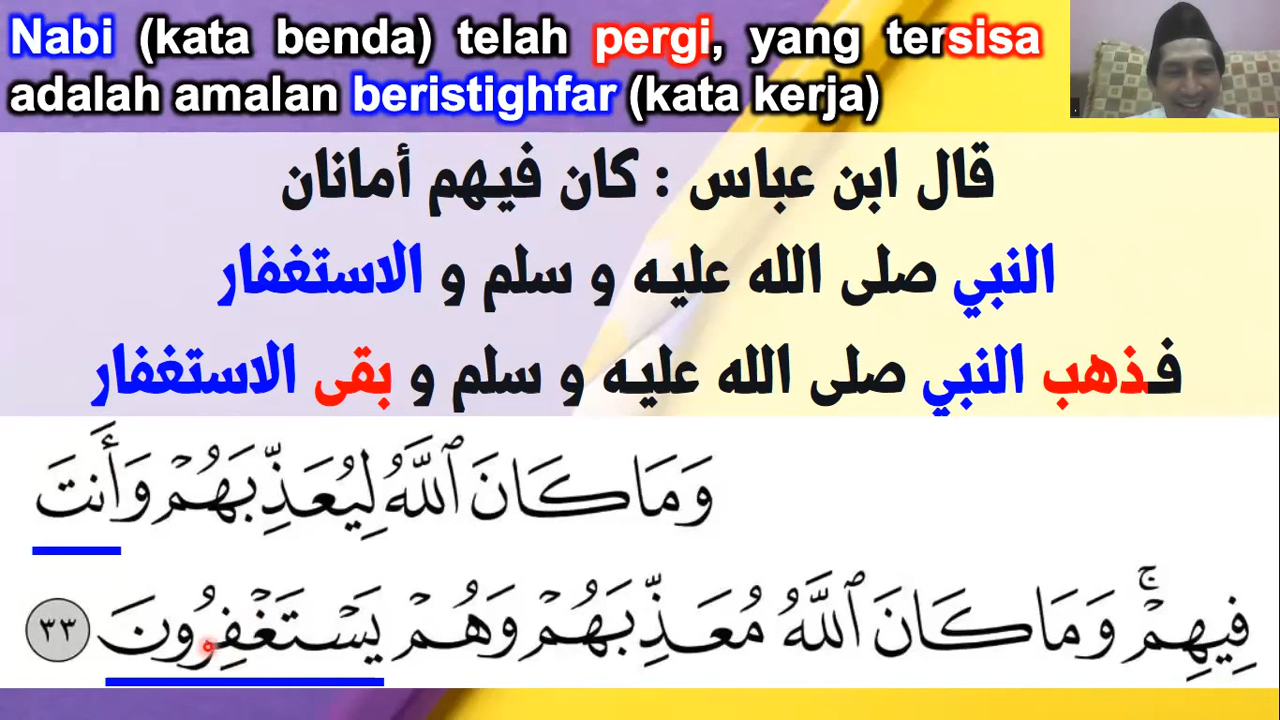 Nabi (kata benda) telah pergi, yang tersisa
adalah amalan beristighfar (kata kerja)
قال ابن عباس : كان فيهم أمانان
النبي صلى الله عليه و سلم و الاستغفار
فـذهب النبي صلى الله عليه و سلم و بقى الاستغفار
وَمَا كَانَ ٱللَّهُ لِيُعَذِّبَهُمْ وَأَنتَ
فِيهِمْۚ وَمَا كَانَ ٱللَّهُ مُعَذِّبَهُمْ وَهُمْ يَسْتَغْفِرُونَ ٣٣